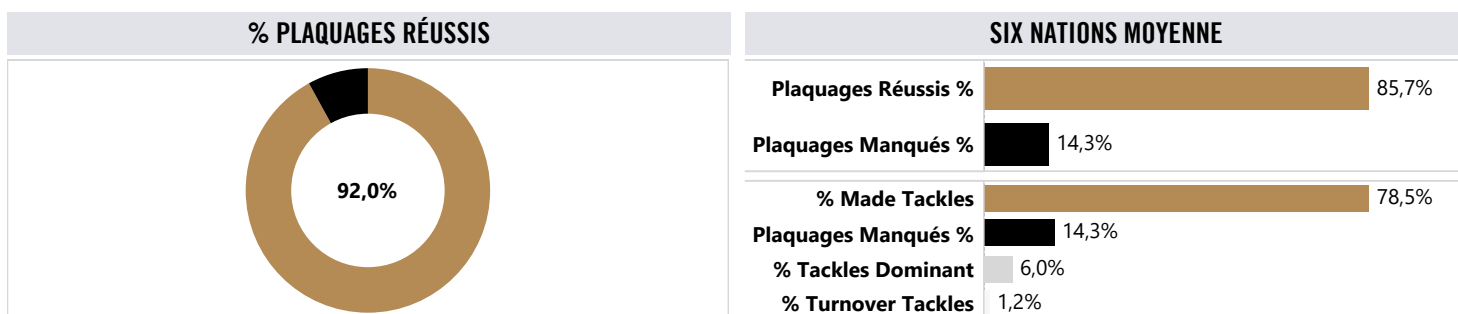 % PLAQUAGES RÉUSSIS
92,0%
SIX NATIONS MOYENNE
Plaquages Réussis % 85,7%
Plaquages Manqués % 14,3%
% Made Tackles 78,5%
Plaquages Manqués % 14,3%
% Tackles Dominant 6,0%
% Turnover Tackles 1,2%